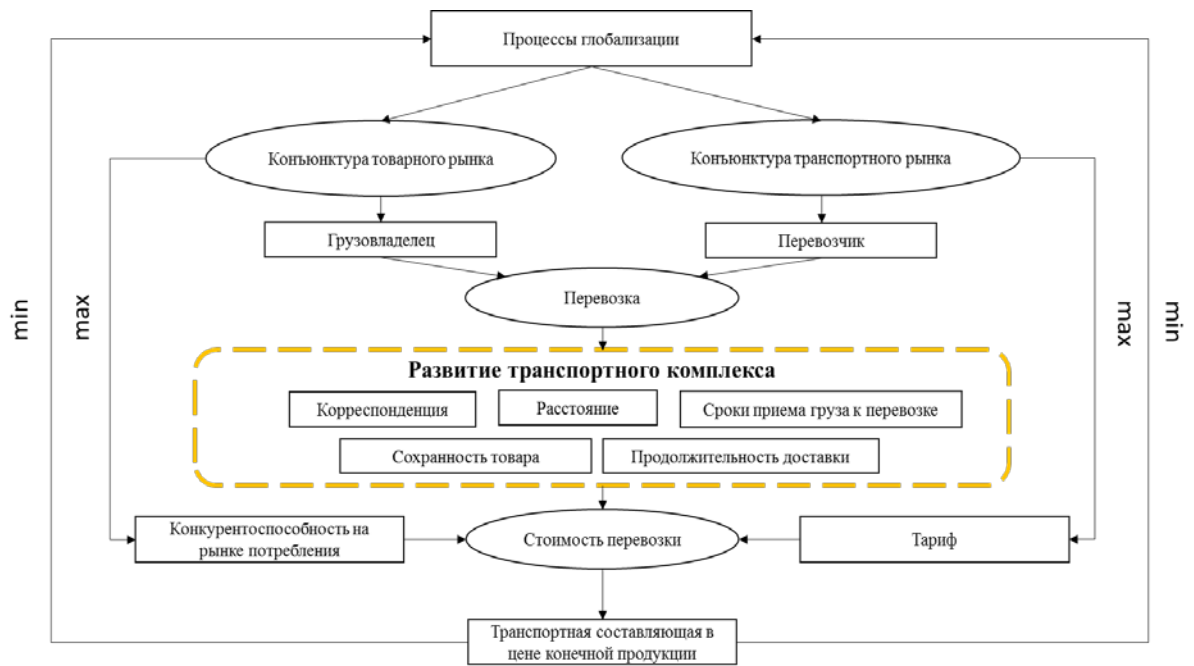 Процессы глобализации
Конъюнктура товарного рынка
Конъюнктура транспортного рынка
Грузовладелец
Перевозчик
Перевозка
min
max
max
min
Развитие транспортного комплекса
Корреспонденция
Расстояние
Сроки приема груза к перевозке
Сохранность товара
Продолжительность доставки
Конкурентоспособность на
рынке потребления
Стоимость перевозки
Тариф
Транспортная составляющая в
цене конечной продукции